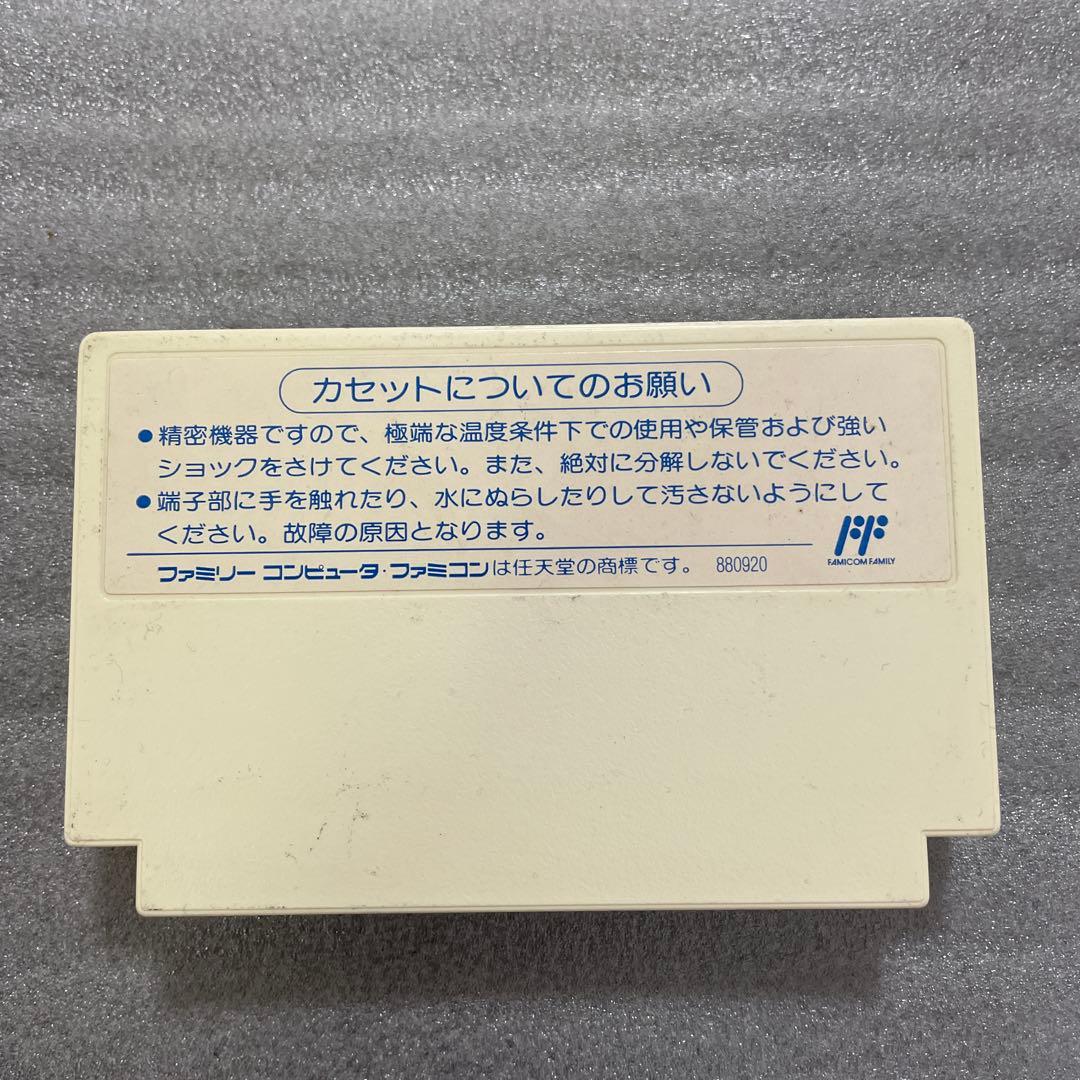 カセットについてのお願い
●精密機器ですので、極端な温度条件下での使用や保管および強い
ショックをさけてください。また、絶対に分解しないでください。
●端子部に手を触れたり、水にぬらしたりして汚さないようにして
ください。故障の原因となります。
FAMICOM FAMILY
ファミリーコンピュータ・ファミコンは任天堂の商標です。 880920